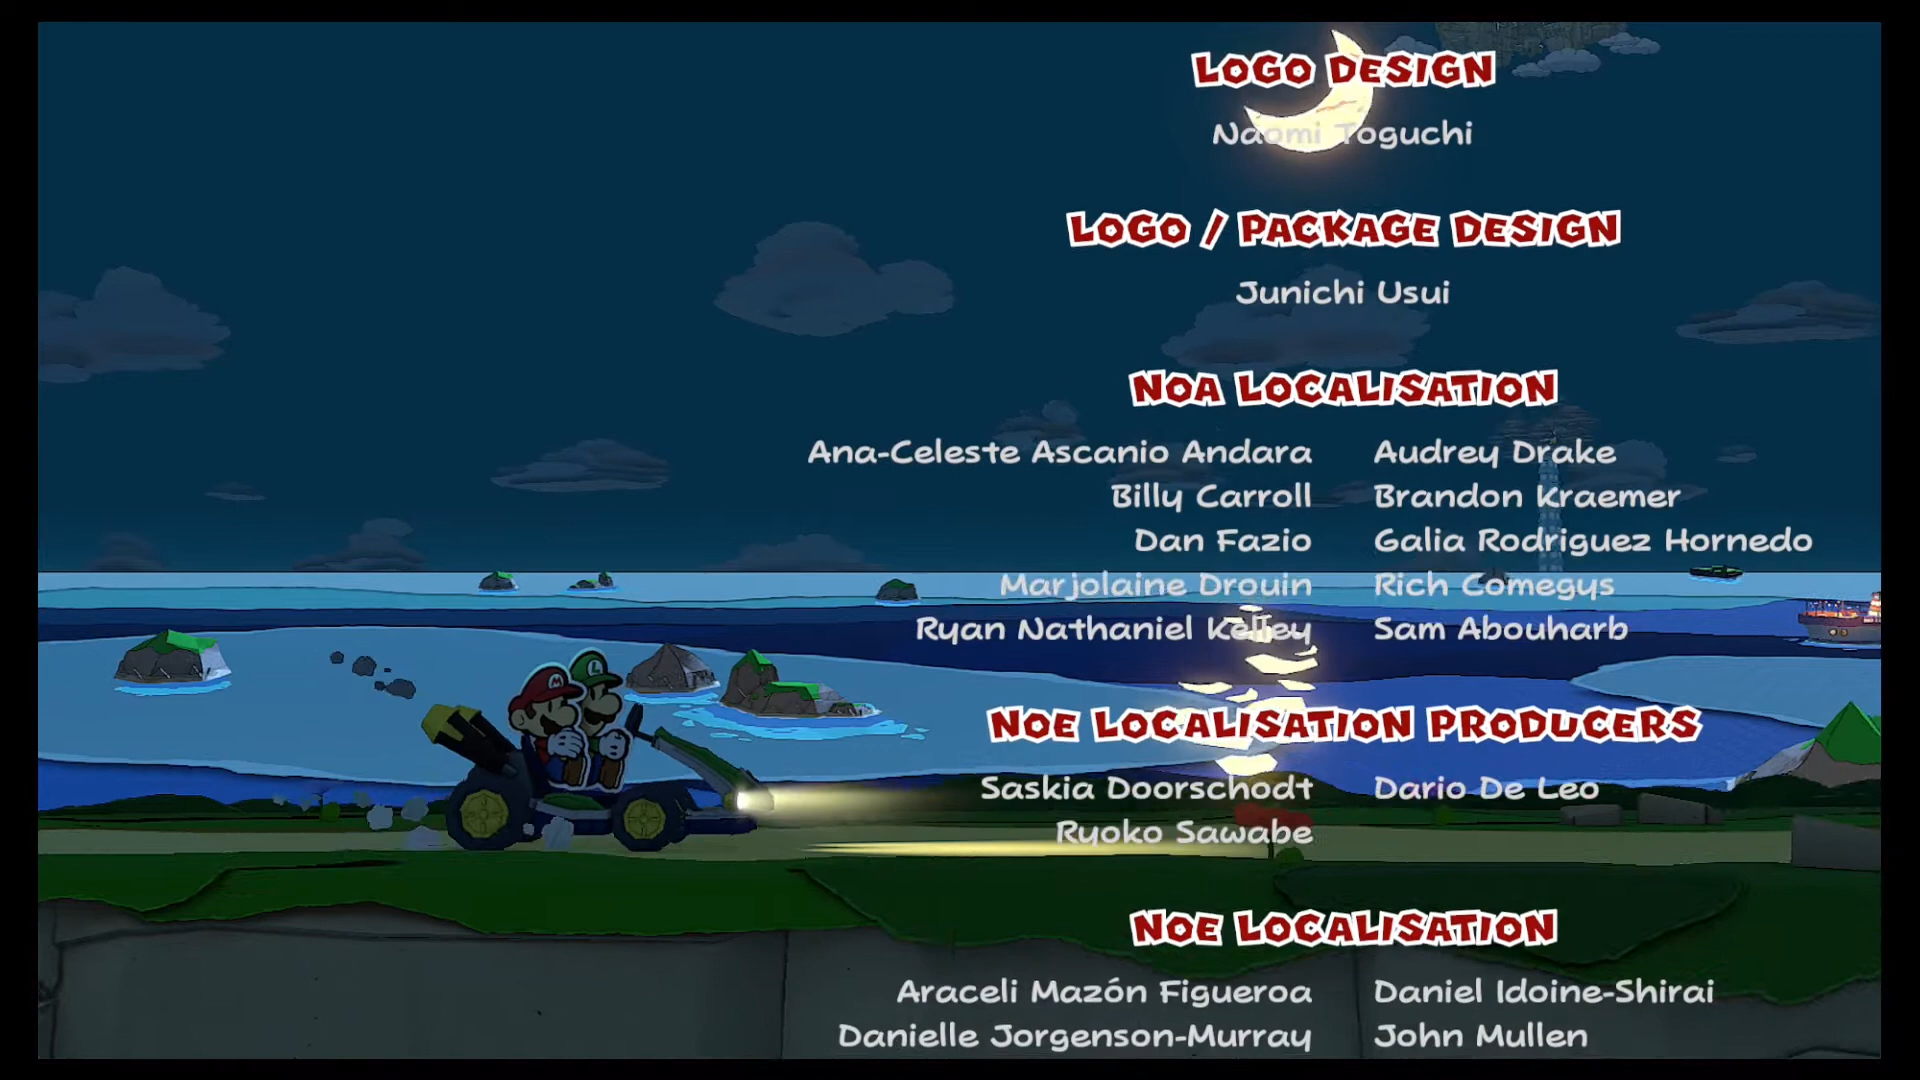 LOGO DESIGN
Naomi Toguchi
LOGO / PACKAGE DESIGN
Junichi Usui
NOA LOCALISATION
Ana-Celeste Ascanio Andara Audrey Drake
Billy Carroll Brandon Kraemer
Dan Fazio Galia Rodriguez Hornedo
Marjolaine Drouin Rich Comegys
Ryan Nathaniel Kelley Sam Abouharb
NOE LOCALISATION PRODUCERS
Saskia Doorschodt Dario De Leo
Ryoko Sawabe
NOE LOCALISATION
Araceli Mazón Figueroa Daniel Idoine-Shirai
Danielle Jorgenson-Murray John Mullen
M
L